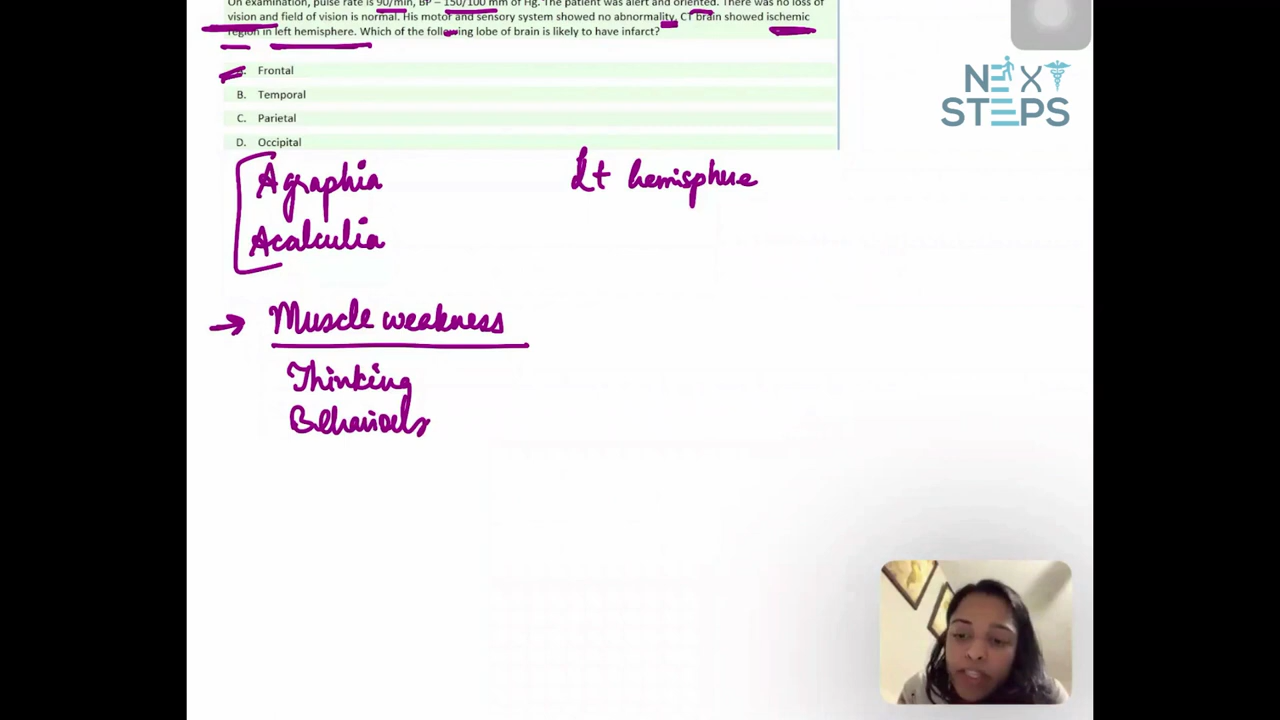 On examination, pulse rate is 90/min, BP – 150/100 mm of Hg. The patient was alert and oriented. There was no loss of
vision and field of vision is normal. His motor and sensory system showed no abnormality. CT brain showed ischemic
region in left hemisphere. Which of the following lobe of brain is likely to have infarct?
A. Frontal
B. Temporal
C. Parietal
D. Occipital
NEXT
STEPS
Agraphia
Lt hemisphere
Acalculia
→ Muscle weakness
Thinking
Behaviours